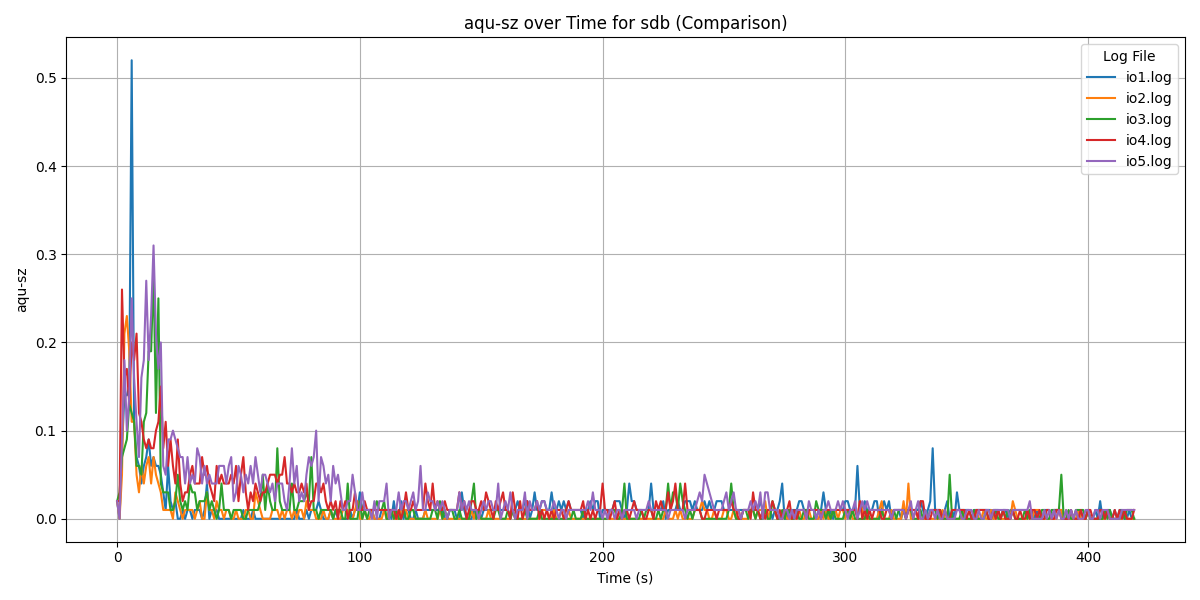 aqu-sz over Time for sdb (Comparison)
Log File
io1.log
io2.log
io3.log
io4.log
io5.log
aqu-sz
0.5
0.4
0.3
0.2
0.1
0.0
0
100
200
300
400
Time (s)